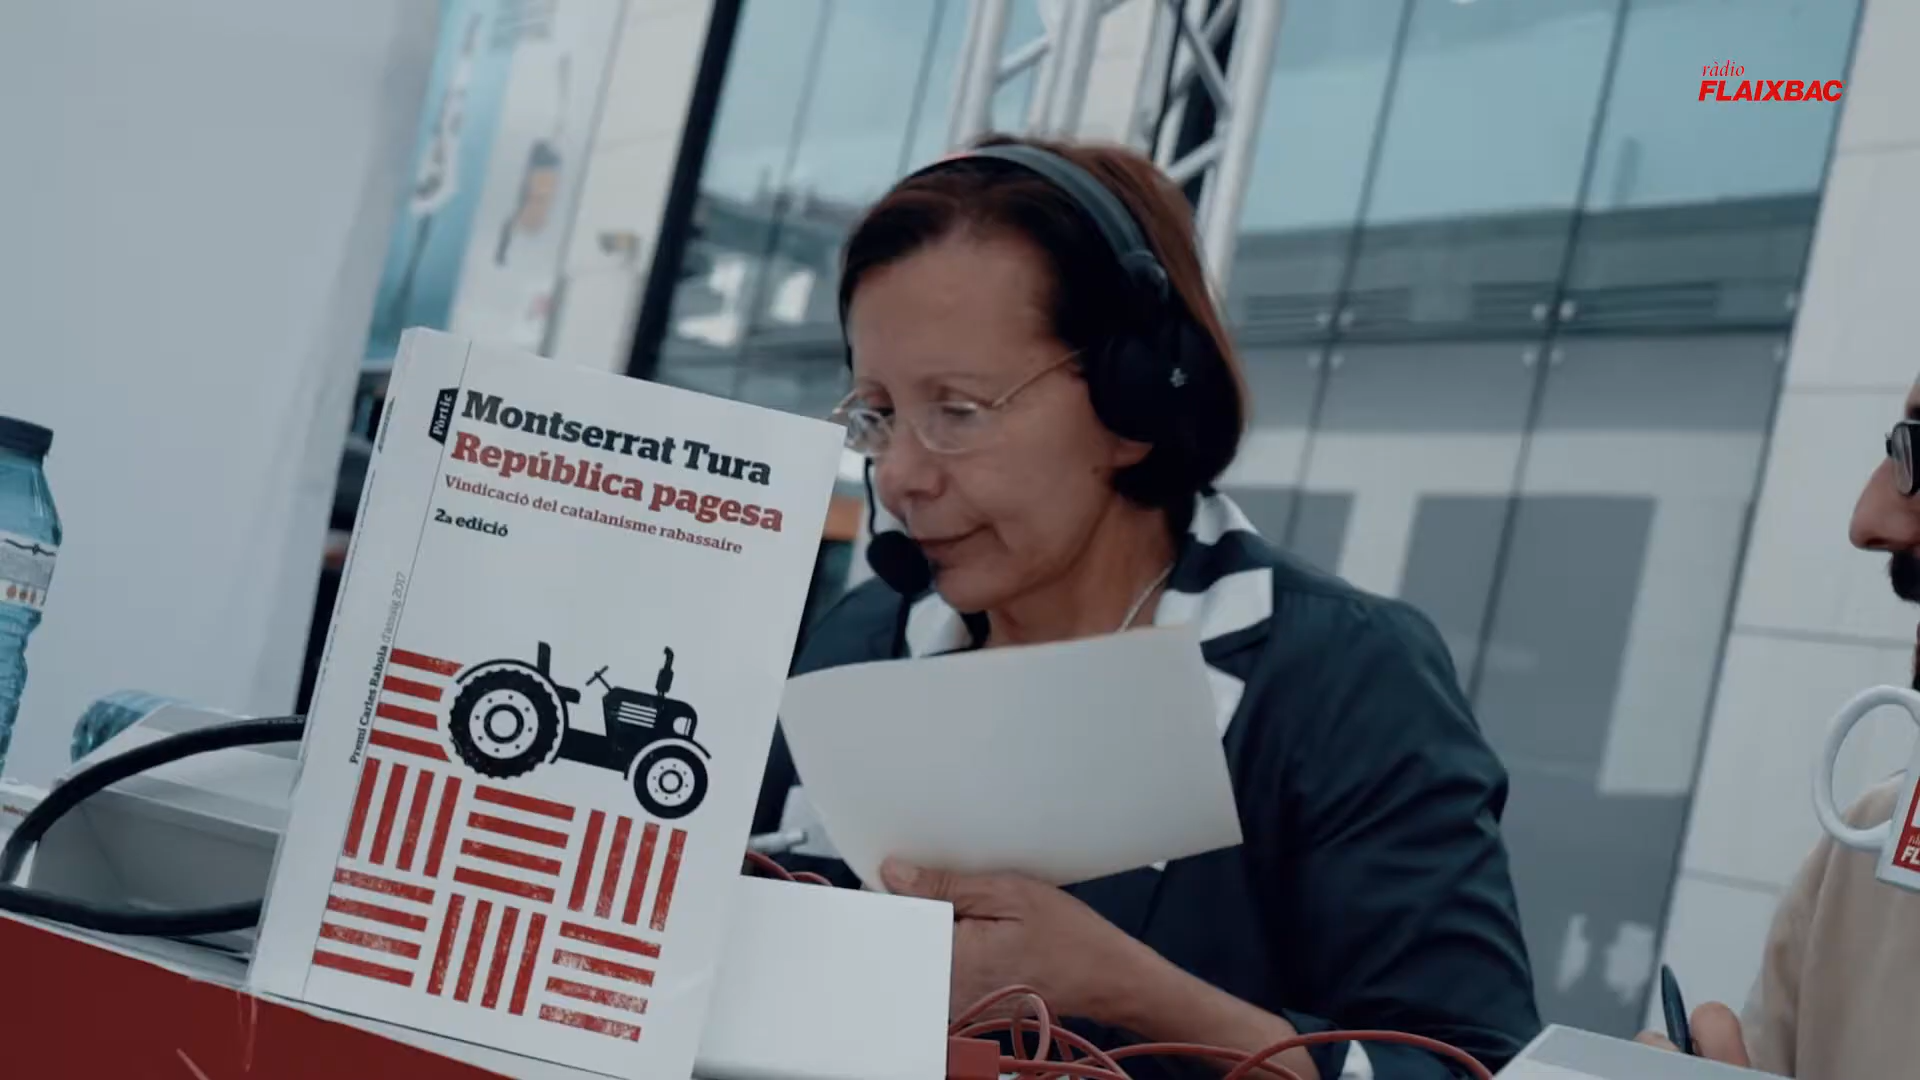 ràdio
FLAIXBAC
Pòrtic
Montserrat Tura
República pagesa
Vindicació del catalanisme rabassaire
2a edició
Premi Carles Rahola d'assaig 2017